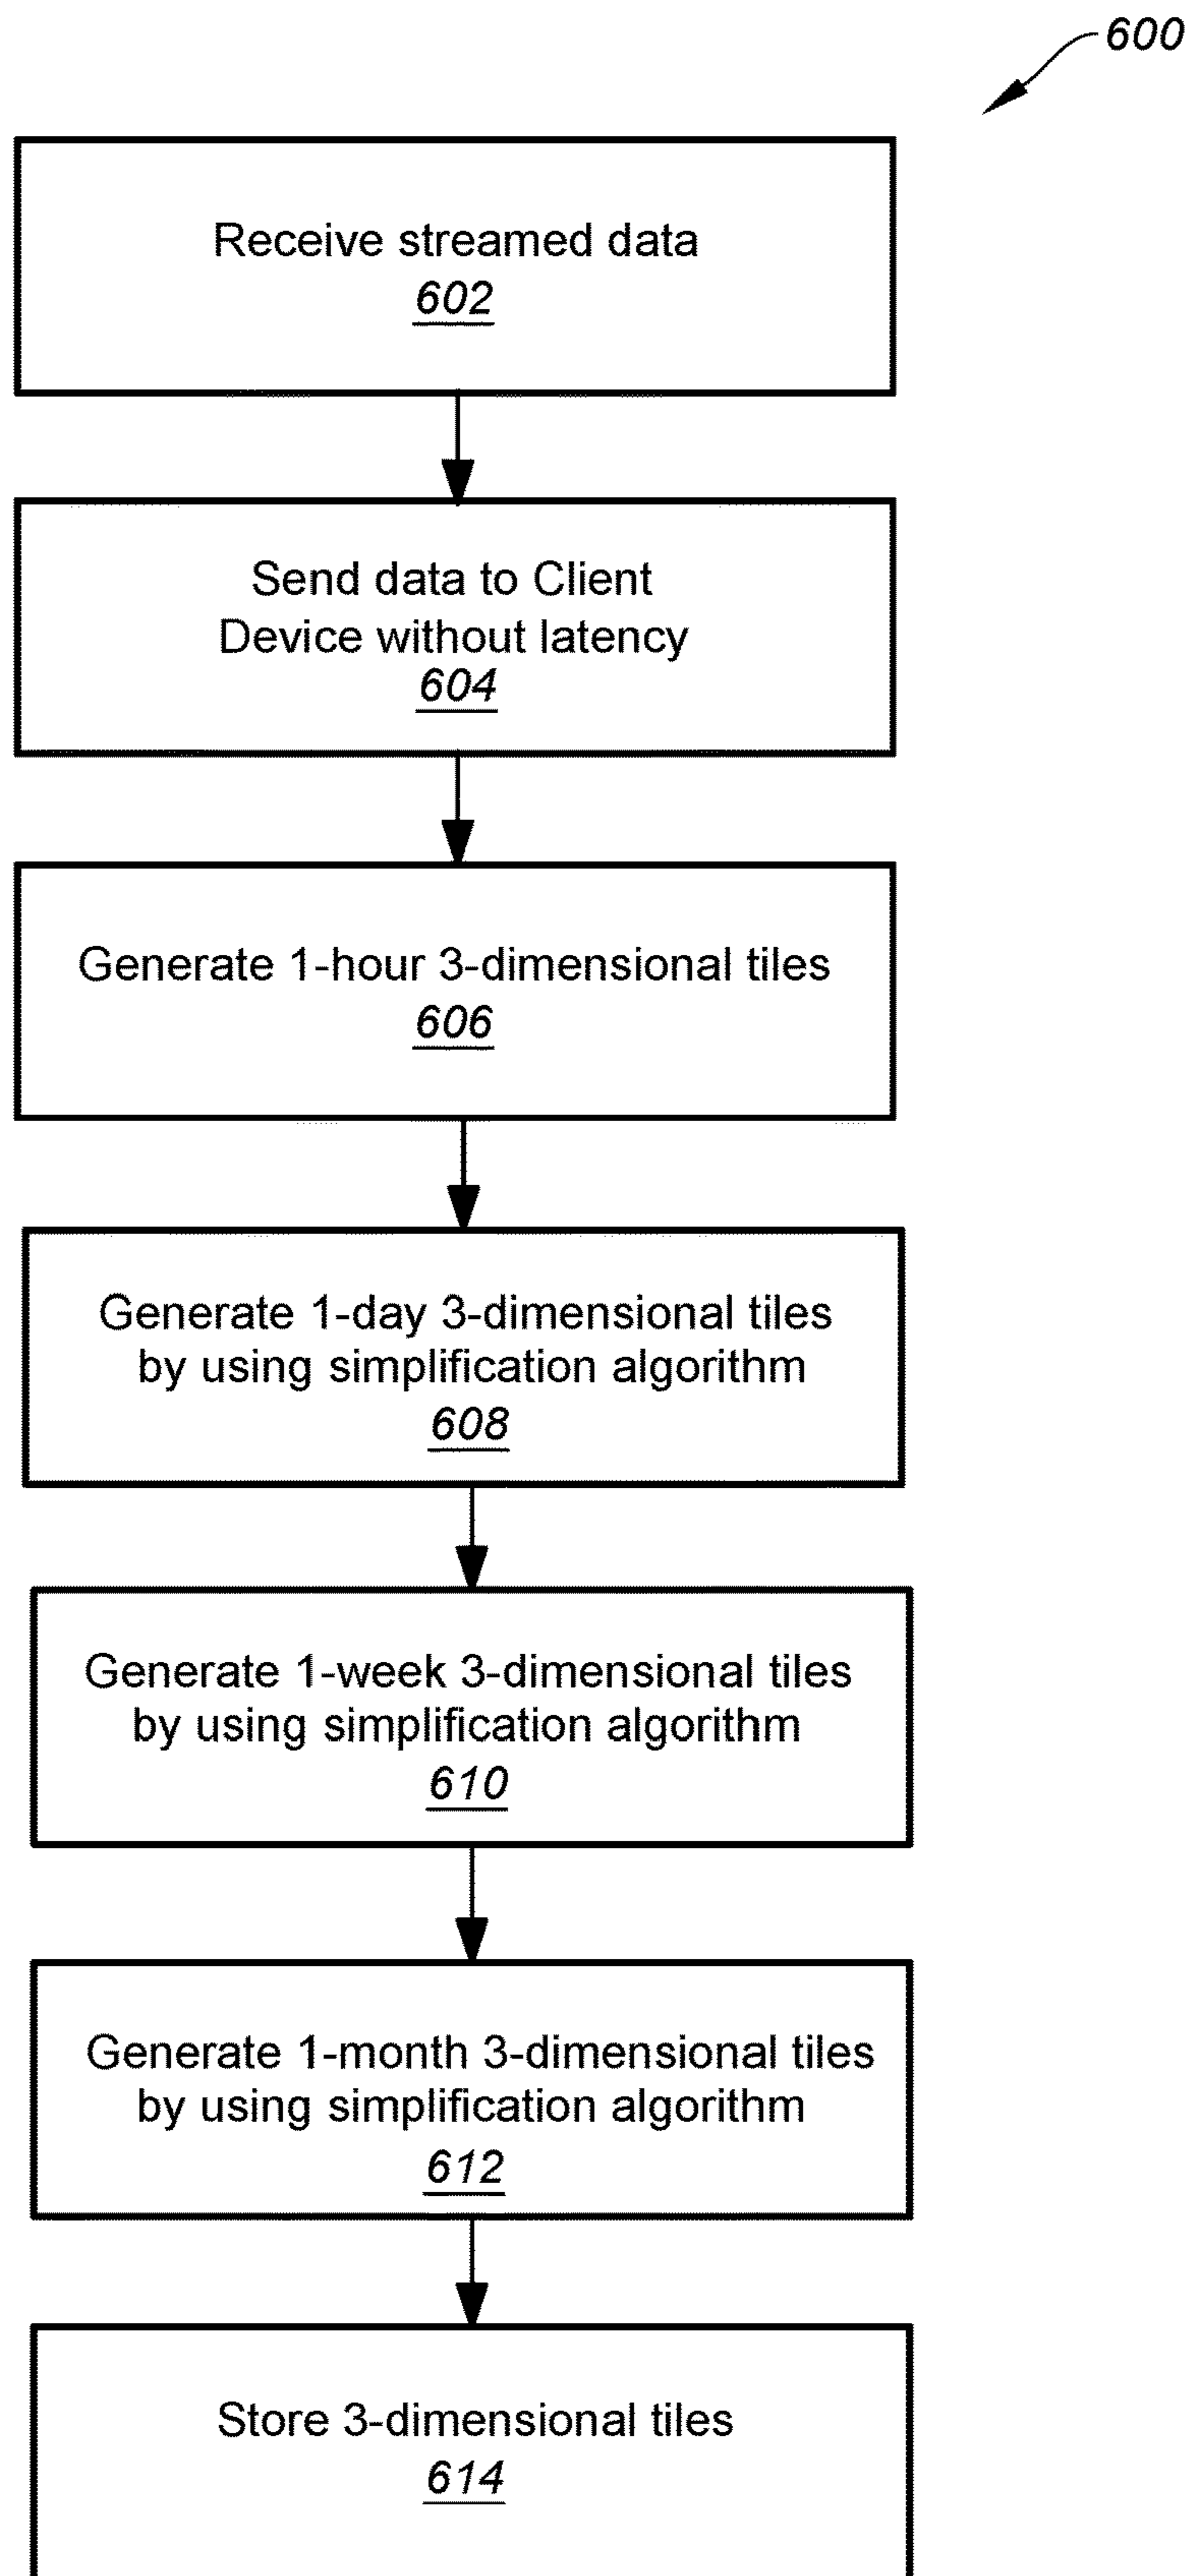 600
Receive streamed data
602
Send data to Client
Device without latency
604
Generate 1-hour 3-dimensional tiles
606
Generate 1-day 3-dimensional tiles
by using simplification algorithm
608
Generate 1-week 3-dimensional tiles
by using simplification algorithm
610
Generate 1-month 3-dimensional tiles
by using simplification algorithm
612
Store 3-dimensional tiles
614